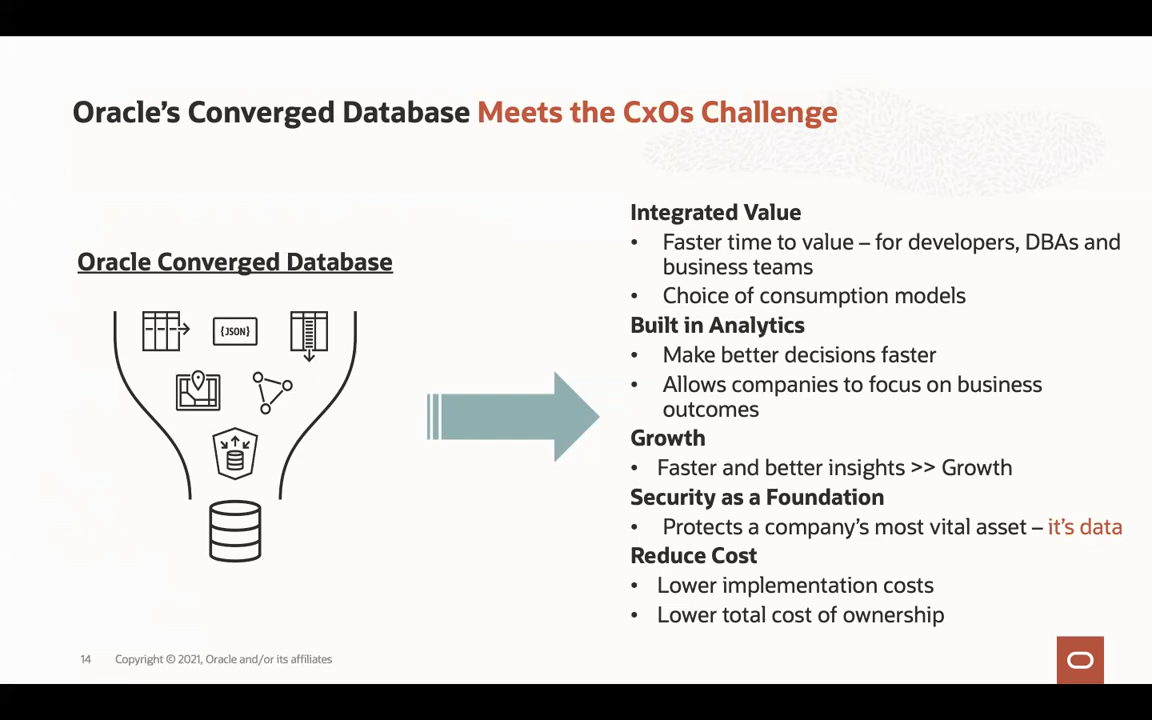 Oracle's Converged Database Meets the CxOs Challenge
Oracle Converged Database
{JSON}
Integrated Value
• Faster time to value – for developers, DBAs and
business teams
• Choice of consumption models
Built in Analytics
• Make better decisions faster
• Allows companies to focus on business
outcomes
Growth
• Faster and better insights >> Growth
Security as a Foundation
• Protects a company's most vital asset – it's data
Reduce Cost
• Lower implementation costs
• Lower total cost of ownership
14 Copyright © 2021, Oracle and/or its affiliates